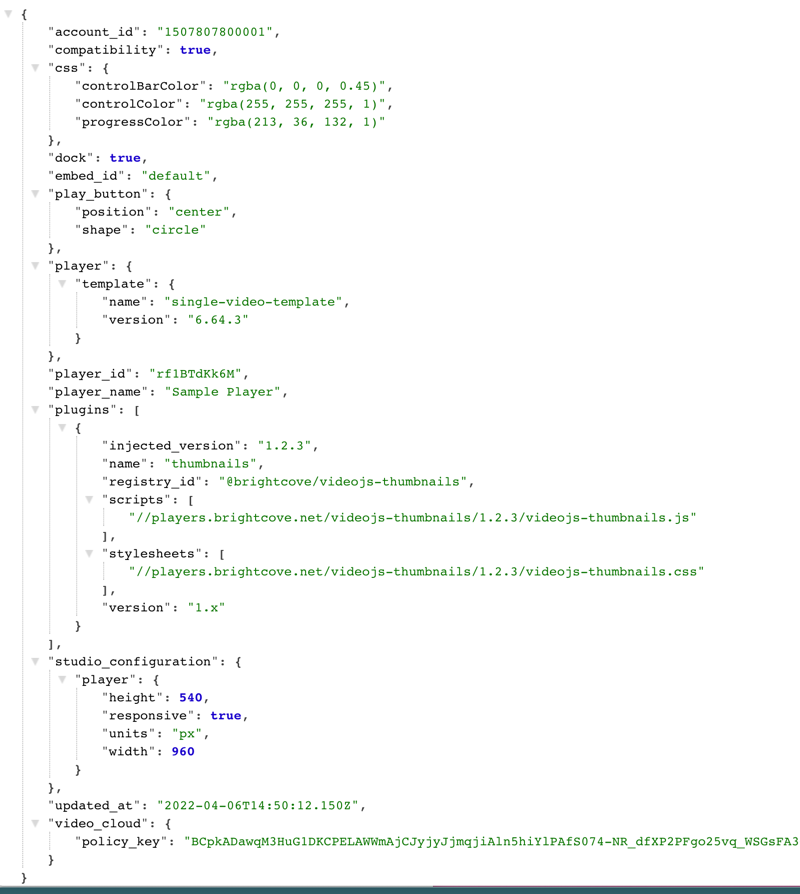 {
"account_id": "1507807800001",
"compatibility": true,
"css": {
"controlBarColor": "rgba(0, 0, 0, 0.45)",
"controlColor": "rgba(255, 255, 255, 1)",
"progressColor": "rgba(213, 36, 132, 1)"
},
"dock": true,
"embed_id": "default",
"play_button": {
"position": "center",
"shape": "circle"
},
"player": {
"template": {
"name": "single-video-template",
"version": "6.64.3"
}
},
"player_id": "rf1BTdKk6M",
"player_name": "Sample Player",
"plugins": [
{
"injected_version": "1.2.3",
"name": "thumbnails",
"registry_id": "@brightcove/videojs-thumbnails",
"scripts": [
"//players.brightcove.net/videojs-thumbnails/1.2.3/videojs-thumbnails.js"
],
"stylesheets": [
"//players.brightcove.net/videojs-thumbnails/1.2.3/videojs-thumbnails.css"
],
"version": "1.x"
}
],
"studio_configuration": {
"player": {
"height": 540,
"responsive": true,
"units": "px",
"width": 960
}
},
"updated_at": "2022-04-06T14:50:12.150Z",
"video_cloud": {
"policy_key": "BCpkADawqM3HuG1DKCPELAWWmAjCJyjyJjmqjiAln5hiYlPAfS074-NR_dfXP2PFgo25vq_WSGsFA3
}
}